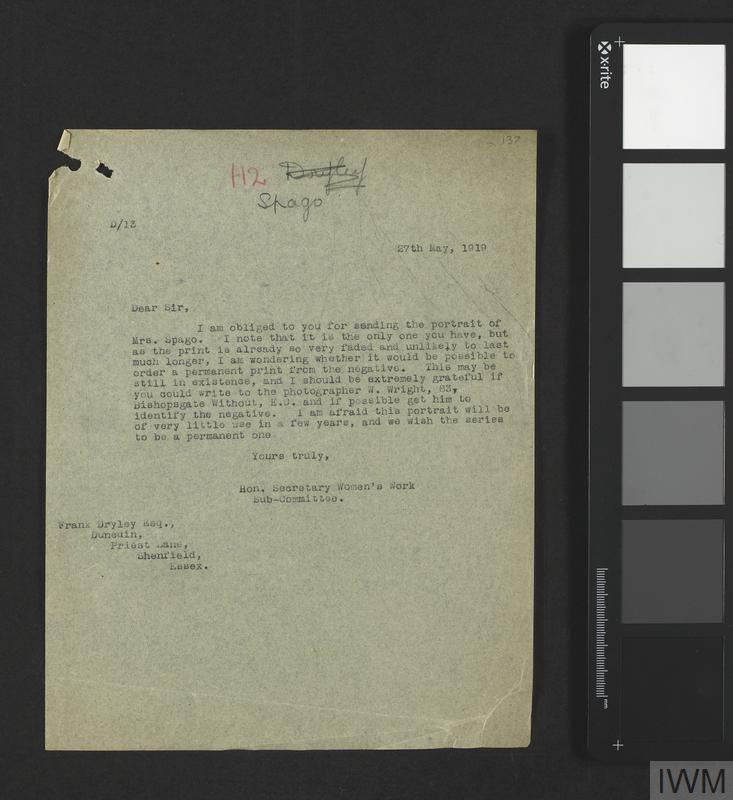 137
H2 Dryley
Spago
D/13
27th May, 1919
Dear Sir,
I am obliged to you for sending the portrait of
Mrs. Spago. I note that it is the only one you have, but
as the print is already so very faded and unlikely to last
much longer, I am wondering whether it would be possible to
order a permanent print from the negative. This may be
still in existence, and I should be extremely grateful if
you could write to the photographer W. Wright, 83,
Bishopsgate Without, E.C. and if possible get him to
identify the negative. I am afraid this portrait will be
of very little use in a few years, and we wish the series
to be a permanent one
Yours truly,
Hon. Secretary Women's Work
Sub-Committee.
Frank Dryley Esq.,
Dunedin,
Priest Lane,
Shenfield,
Essex.
x-rite
mm
IWM